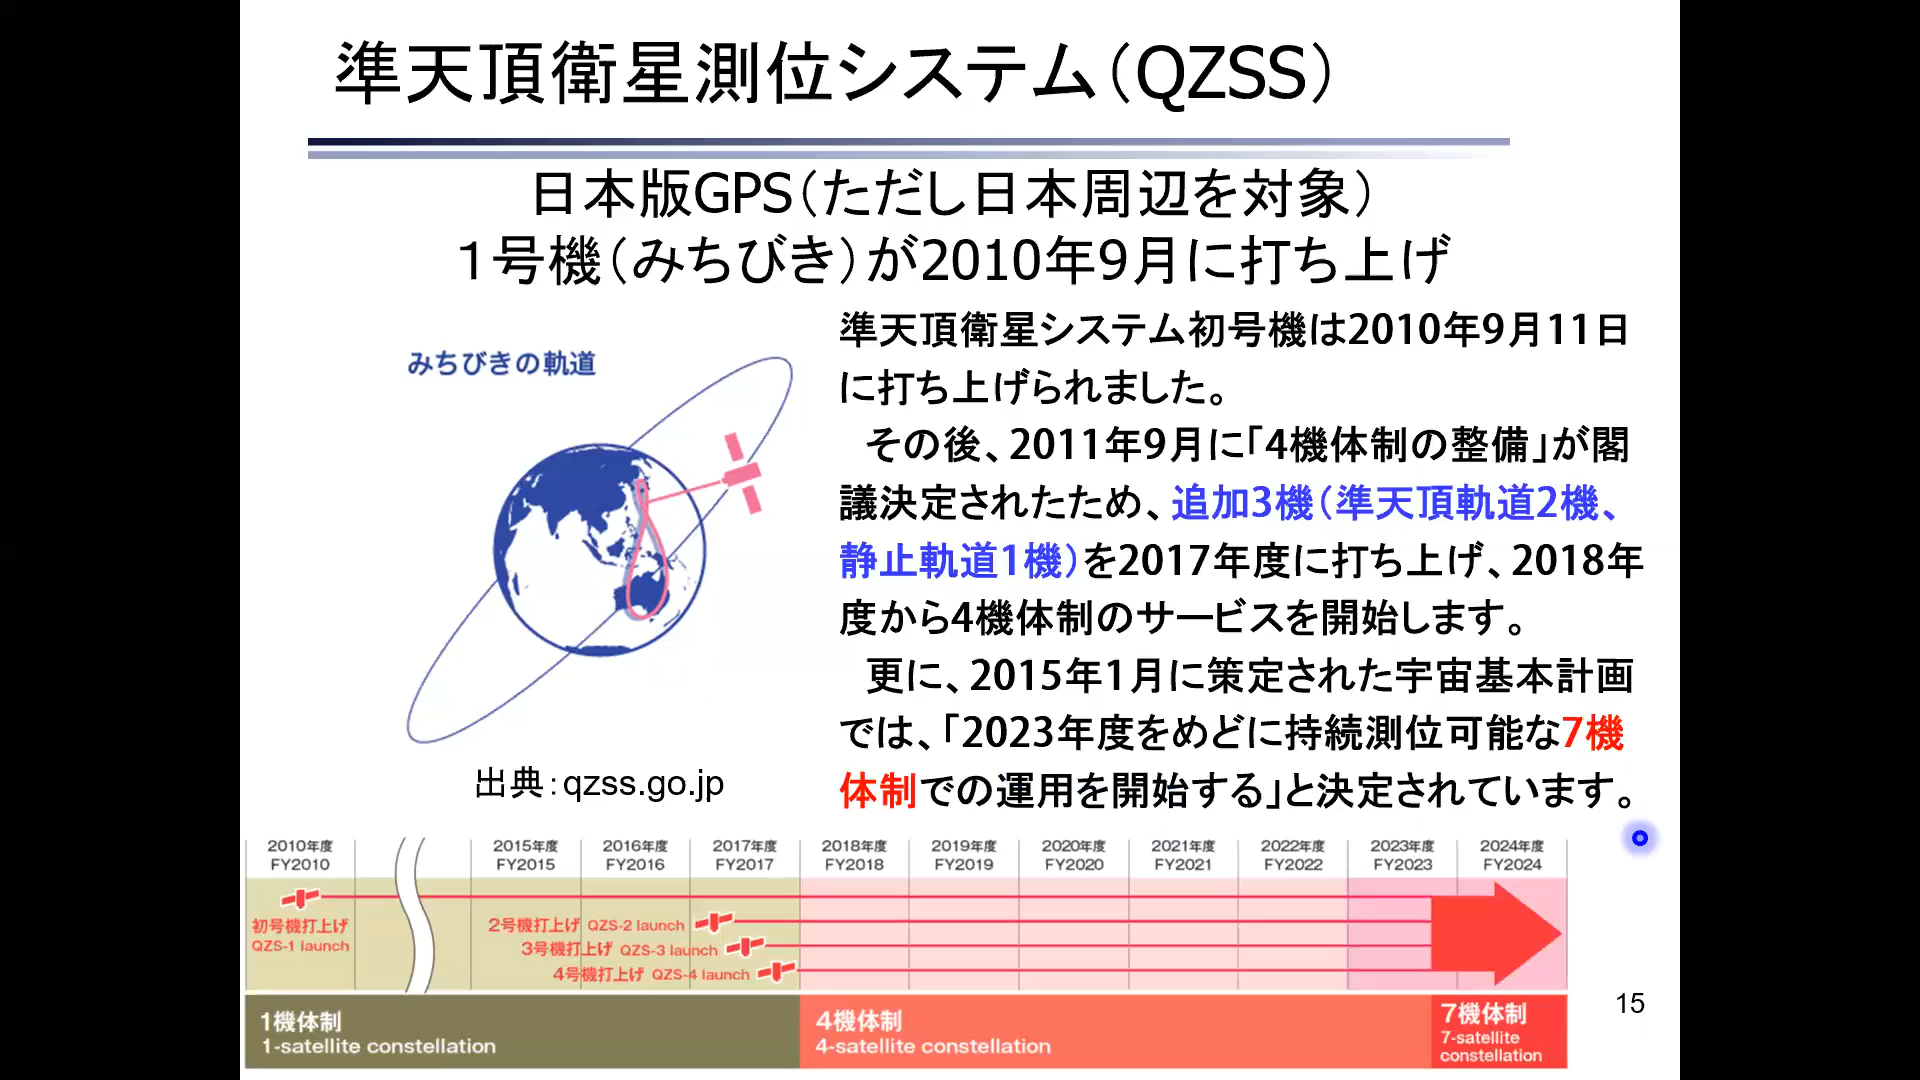 準天頂衛星測位システム（QZSS）
日本版GPS（ただし日本周辺を対象）
１号機（みちびき）が2010年9月に打ち上げ
みちびきの軌道
出典：qzss.go.jp
準天頂衛星システム初号機は2010年9月11日
に打ち上げられました。
その後、2011年9月に「4機体制の整備」が閣
議決定されたため、追加3機（準天頂軌道2機、
静止軌道1機）を2017年度に打ち上げ、2018年
度から4機体制のサービスを開始します。
更に、2015年1月に策定された宇宙基本計画
では、「2023年度をめどに持続測位可能な7機
体制での運用を開始する」と決定されています。
2010年度 2015年度 2016年度 2017年度 2018年度 2019年度 2020年度 2021年度 2022年度 2023年度 2024年度
FY2010 FY2015 FY2016 FY2017 FY2018 FY2019 FY2020 FY2021 FY2022 FY2023 FY2024
初号機打上げ
QZS-1 launch
2号機打上げ QZS-2 launch
3号機打上げ QZS-3 launch
4号機打上げ QZS-4 launch
1機体制
1-satellite constellation
4機体制
4-satellite constellation
7機体制
7-satellite
constellation
15